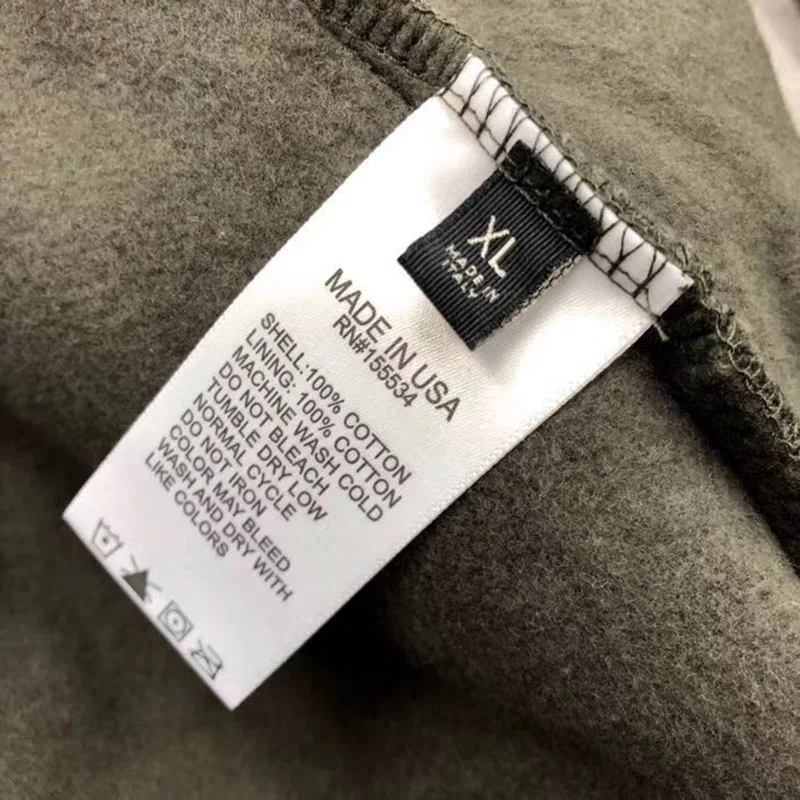 XL
MADE IN
ITALY
MADE IN USA
RN#155534
SHELL:100% COTTON
LINING: 100% COTTON
MACHINE WASH COLD
DO NOT BLEACH
TUMBLE DRY LOW
NORMAL CYCLE
DO NOT IRON
COLOR MAY BLEED
WASH AND DRY WITH
LIKE COLORS